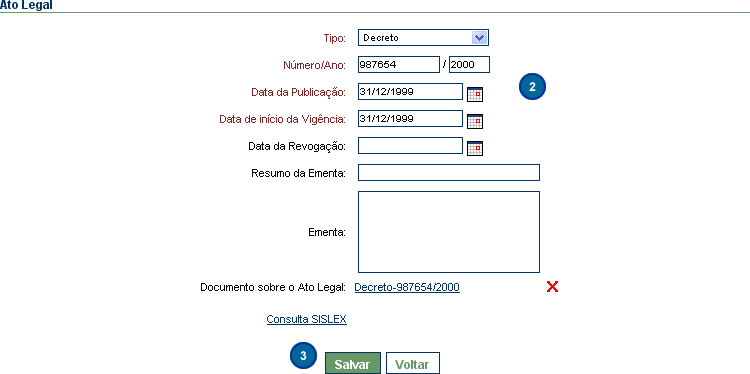 Ato Legal
Tipo: Decreto
Número/Ano: 987654 / 2000
Data da Publicação: 31/12/1999
2
Data de início da Vigência: 31/12/1999
Data da Revogação:
Resumo da Ementa:
Ementa:
Documento sobre o Ato Legal: Decreto-987654/2000
Consulta SISLEX
3 Salvar Voltar